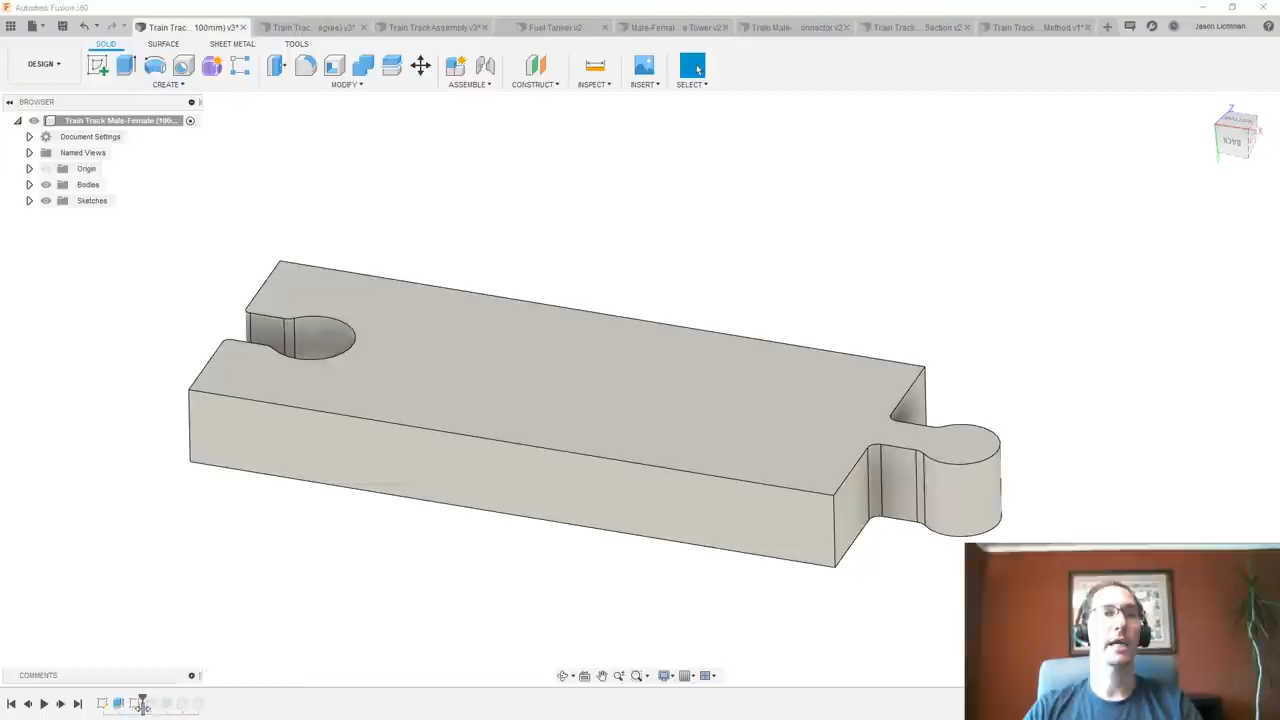 Autodesk Fusion 360
Train Trac... 100mm) v3*
Train Trac... egree) v3*
Train Track Assembly v3*
Fuel Tanker v2
Male-Femal... e Tower v2
Train Male-... onnector v2
Train Track... Section v2
Train Track... Method v1*
Jason Lichtman
SOLID
SURFACE
SHEET METAL
TOOLS
DESIGN
CREATE
MODIFY
ASSEMBLE
CONSTRUCT
INSPECT
INSERT
SELECT
BROWSER
Train Track Male-Female (100...
Document Settings
Named Views
Origin
Bodies
Sketches
Z
X
BACK
COMMENTS